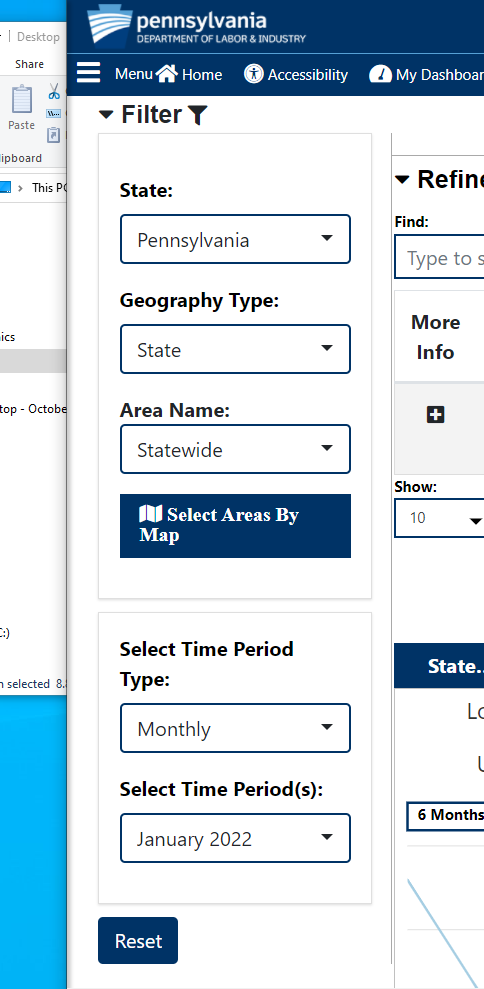 Desktop
Share
Paste
This PC
pennsylvania
DEPARTMENT OF LABOR & INDUSTRY
Menu Home Accessibility My Dashboar
Filter
State:
Pennsylvania
Geography Type:
State
Area Name:
Statewide
Select Areas By
Map
Select Time Period
Type:
Monthly
Select Time Period(s):
January 2022
Reset
Refine
Find:
Type to s
More
Info
Show:
10
State..
6 Months
ipboard
ics
top - Octobe
C:)
n selected 8.